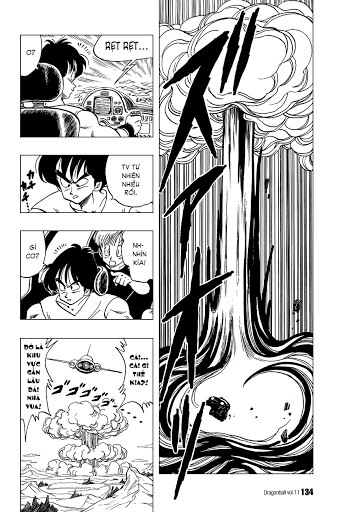 RẸT RẸT...
Ơ?
TV TỰ
NHIÊN
NHIỄU
RỒI.
NH-
NHÌN
KÌA!
GÌ
CƠ?
CÁI...
CÁI GÌ
THẾ
KIA?!
ĐÓ LÀ
KHU
VỰC
GẦN
LÂU
ĐÀI
NHÀ
VUA!
Dragonball vol.11 134